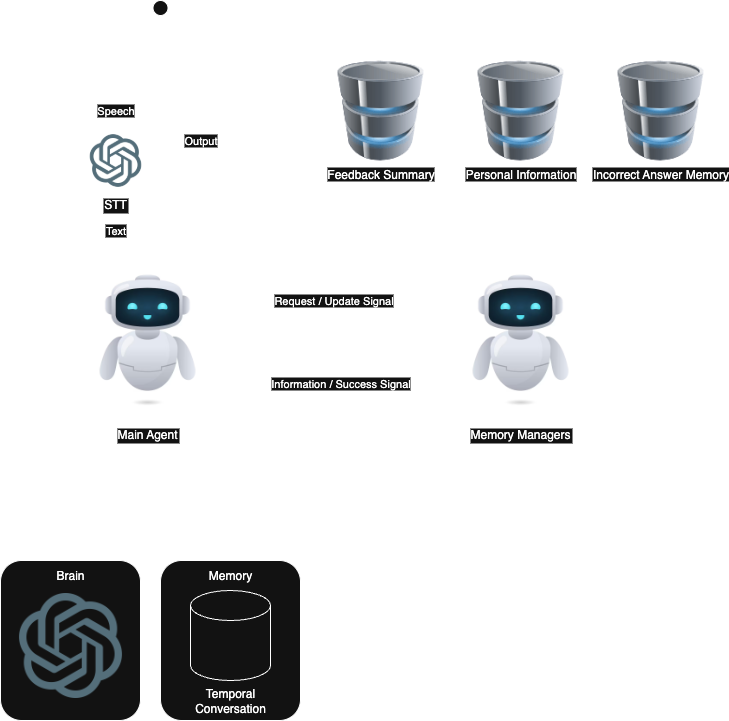 Speech
Output
STT
Text
Feedback Summary
Personal Information
Incorrect Answer Memory
Request / Update Signal
Information / Success Signal
Main Agent
Memory Managers
Brain
Memory
Temporal
Conversation